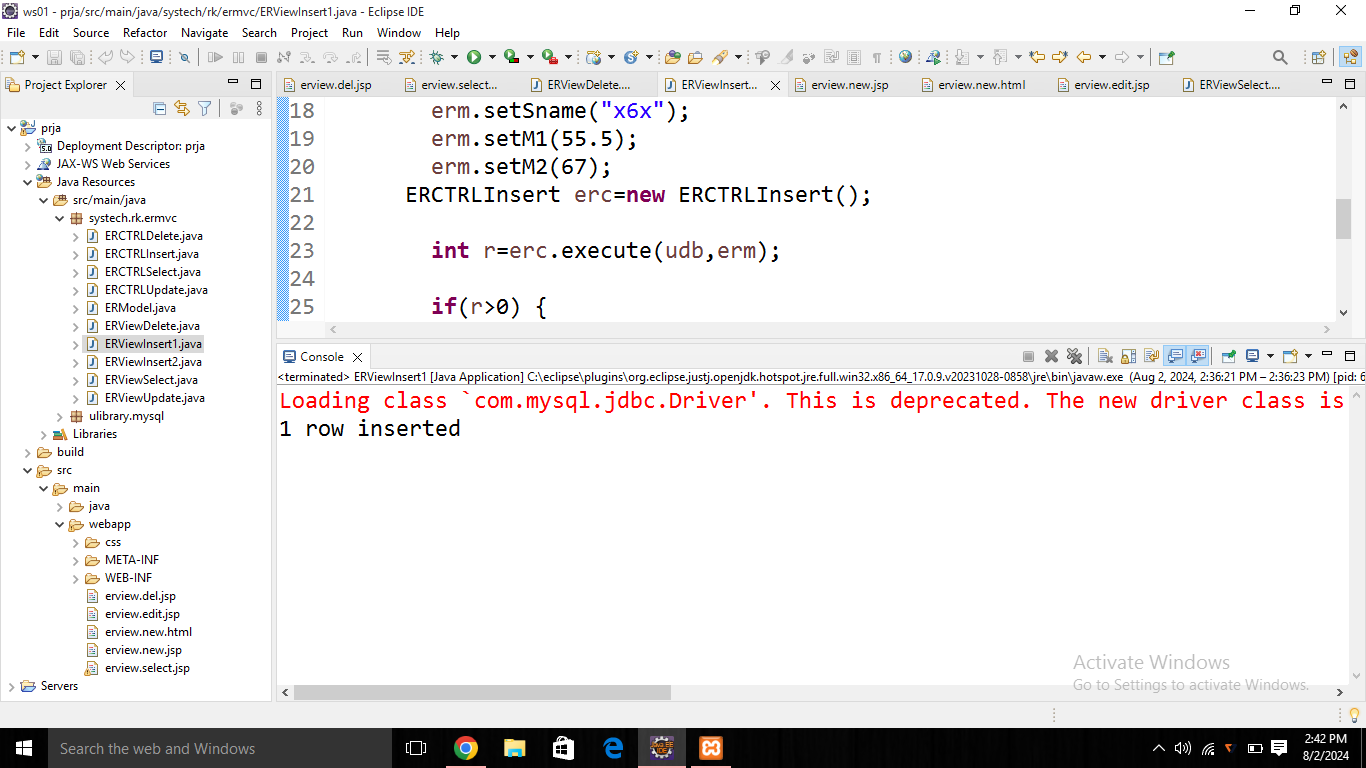 ws01 - prja/src/main/java/systech/rk/ermvc/ERViewInsert1.java - Eclipse IDE
File Edit Source Refactor Navigate Search Project Run Window Help
Project Explorer
erview.del.jsp erview.select... ERViewDelete.... ERViewInsert... erview.new.jsp erview.new.html erview.edit.jsp ERViewSelect....
prja
Deployment Descriptor: prja
JAX-WS Web Services
Java Resources
src/main/java
systech.rk.ermvc
ERCTRLDelete.java
ERCTRLInsert.java
ERCTRLSelect.java
ERCTRLUpdate.java
ERModel.java
ERViewDelete.java
ERViewInsert1.java
ERViewInsert2.java
ERViewSelect.java
ERViewUpdate.java
ulibrary.mysql
Libraries
build
src
main
java
webapp
css
META-INF
WEB-INF
erview.del.jsp
erview.edit.jsp
erview.new.html
erview.new.jsp
erview.select.jsp
Servers
18 erm.setSname("x6x");
19 erm.setM1(55.5);
20 erm.setM2(67);
21 ERCTRLInsert erc=new ERCTRLInsert();
22
23 int r=erc.execute(udb,erm);
24
25 if(r>0) {
Console
<terminated> ERViewInsert1 [Java Application] C:\eclipse\plugins\org.eclipse.justj.openjdk.hotspot.jre.full.win32.x86_64_17.0.9.v20231028-0858\jre\bin\javaw.exe (Aug 2, 2024, 2:36:21 PM – 2:36:23 PM) [pid: 6
Loading class `com.mysql.jdbc.Driver'. This is deprecated. The new driver class is
1 row inserted
Activate Windows
Go to Settings to activate Windows.
Search the web and Windows
2:42 PM
8/2/2024